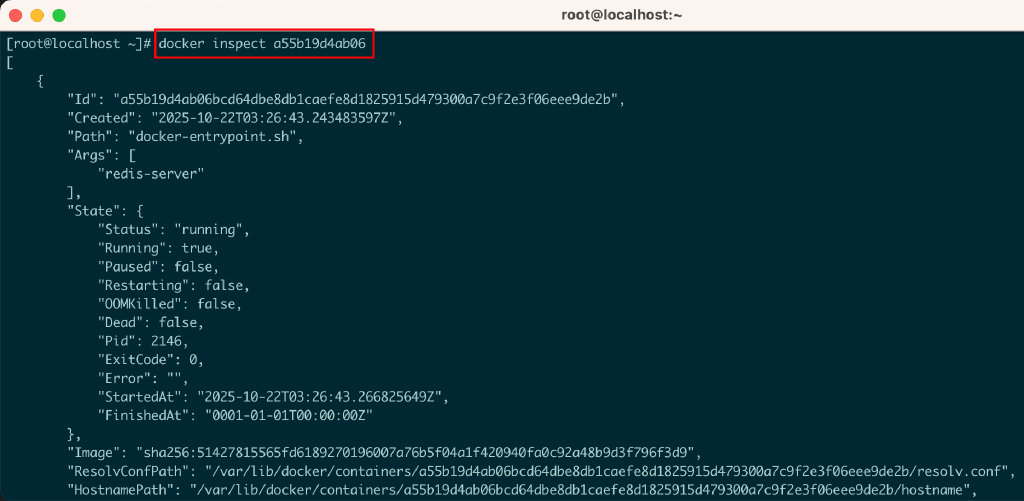 root@localhost:~
[root@localhost ~]# docker inspect a55b19d4ab06
[
    {
        "Id": "a55b19d4ab06bcd64dbe8db1caefe8d1825915d479300a7c9f2e3f06eee9de2b",
        "Created": "2025-10-22T03:26:43.243483597Z",
        "Path": "docker-entrypoint.sh",
        "Args": [
            "redis-server"
        ],
        "State": {
            "Status": "running",
            "Running": true,
            "Paused": false,
            "Restarting": false,
            "OOMKilled": false,
            "Dead": false,
            "Pid": 2146,
            "ExitCode": 0,
            "Error": "",
            "StartedAt": "2025-10-22T03:26:43.266825649Z",
            "FinishedAt": "0001-01-01T00:00:00Z"
        },
        "Image": "sha256:51427815565fd6189270196007a76b5f04a1f420940fa0c92a48b9d3f796f3d9",
        "ResolvConfPath": "/var/lib/docker/containers/a55b19d4ab06bcd64dbe8db1caefe8d1825915d479300a7c9f2e3f06eee9de2b/resolv.conf",
        "HostnamePath": "/var/lib/docker/containers/a55b19d4ab06bcd64dbe8db1caefe8d1825915d479300a7c9f2e3f06eee9de2b/hostname",